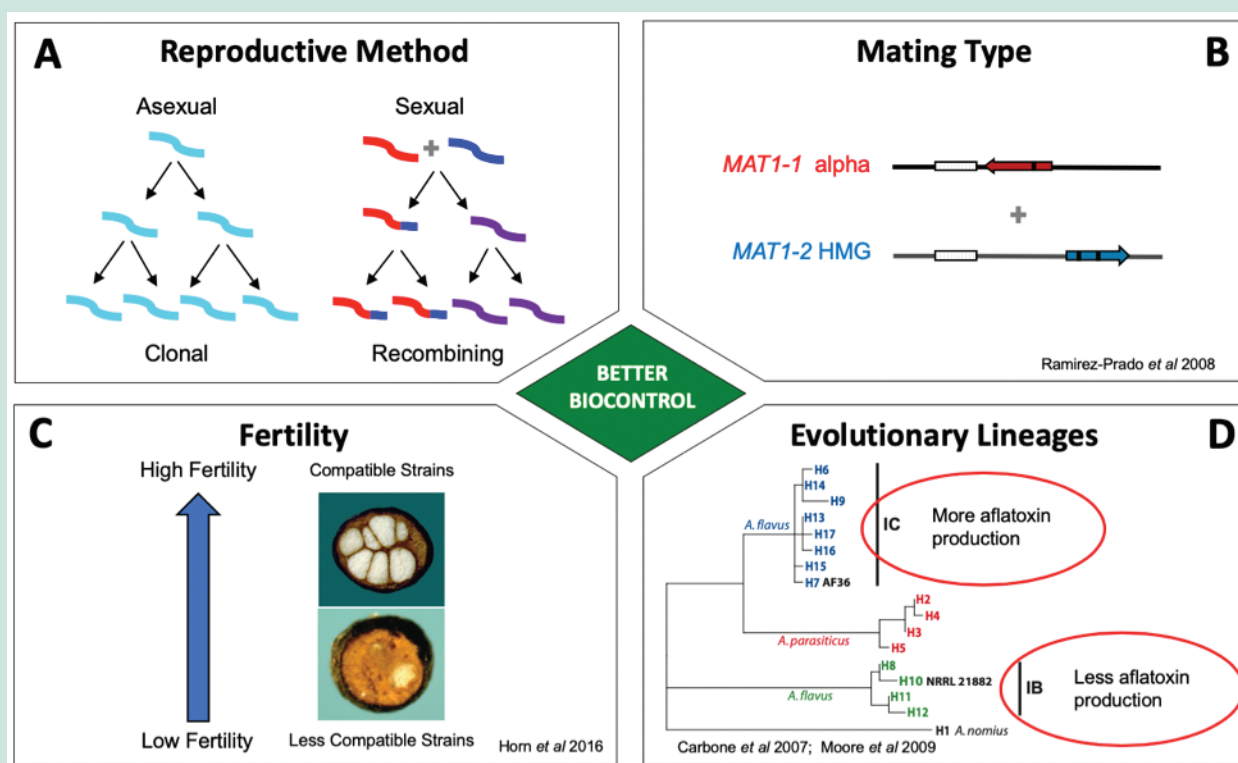 A
Reproductive Method
Asexual
Sexual
+
Clonal
Recombining
Mating Type
B
MAT1-1 alpha
+
MAT1-2 HMG
Ramirez-Prado et al 2008
BETTER
BIOCONTROL
C
Fertility
High Fertility
Compatible Strains
Low Fertility
Less Compatible Strains
Horn et al 2016
Evolutionary Lineages
D
H6
H14
H9
A.flavus
H13
H17
H16
H15
H7 AF36
IC
More aflatoxin
production
H2
H4
H3
A.parasiticus
H5
H8
H10 NRRL 21882
A.flavus
H11
H12
IB
Less aflatoxin
production
H1 A.nomius
Carbone et al 2007; Moore et al 2009